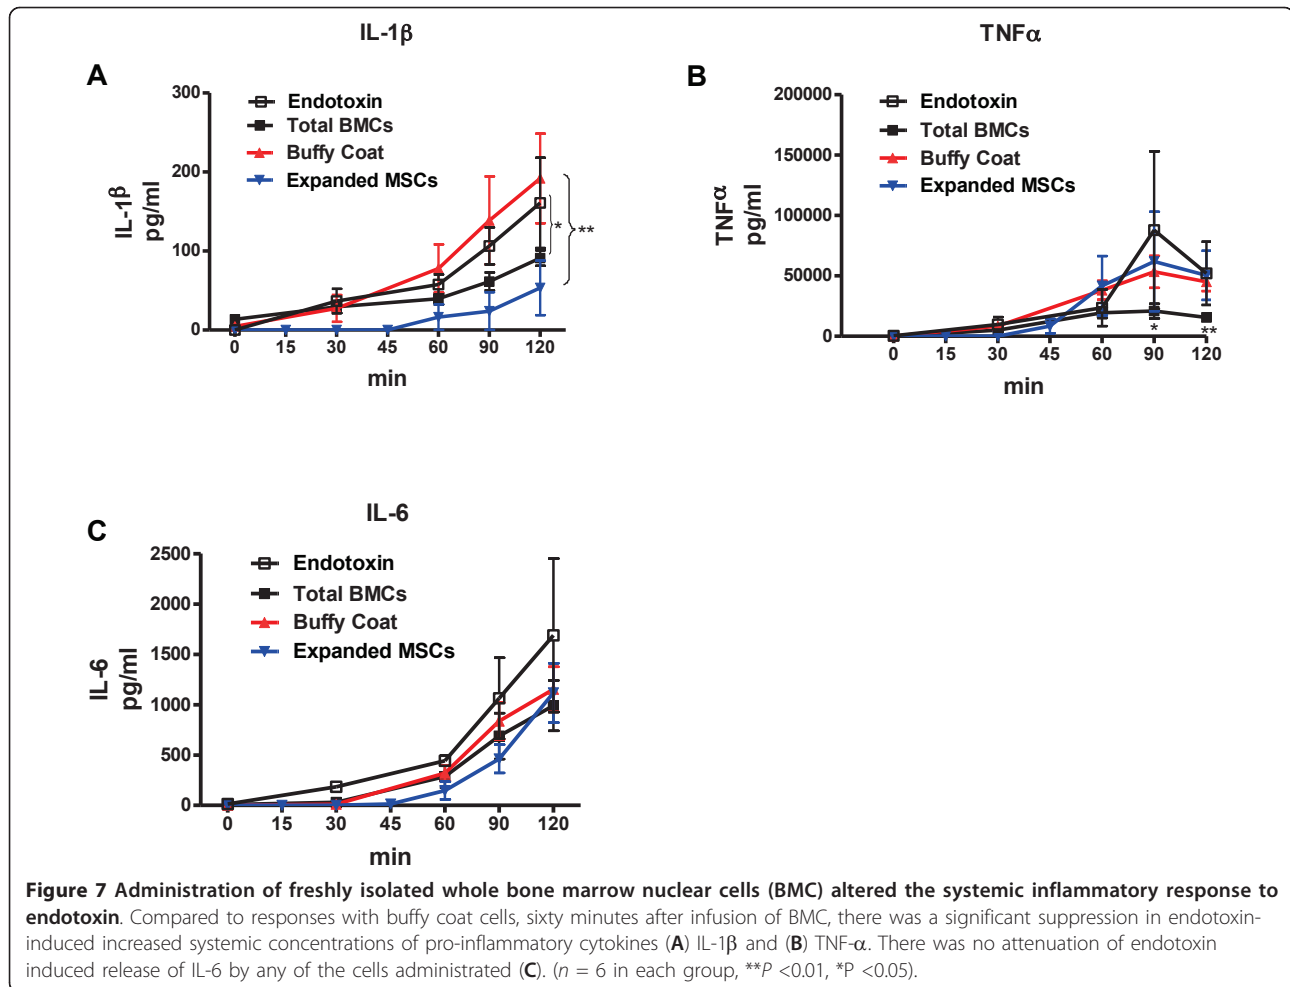 IL-1β
A
300
200
100
0
IL-1β
pg/ml
Endotoxin
Total BMCs
Buffy Coat
Expanded MSCs
*
**
0 15 30 45 60 90 120
min
TNFα
B
200000
150000
100000
50000
0
TNFα
pg/ml
Endotoxin
Total BMCs
Buffy Coat
Expanded MSCs
*
**
0 15 30 45 60 90 120
min
IL-6
C
2500
2000
1500
1000
500
0
IL-6
pg/ml
Endotoxin
Total BMCs
Buffy Coat
Expanded MSCs
0 15 30 45 60 90 120
min
Figure 7 Administration of freshly isolated whole bone marrow nuclear cells (BMC) altered the systemic inflammatory response to
endotoxin. Compared to responses with buffy coat cells, sixty minutes after infusion of BMC, there was a significant suppression in endotoxin-
induced increased systemic concentrations of pro-inflammatory cytokines (A) IL-1β and (B) TNF-α. There was no attenuation of endotoxin
induced release of IL-6 by any of the cells administrated (C). (n = 6 in each group, **P <0.01, *P <0.05).